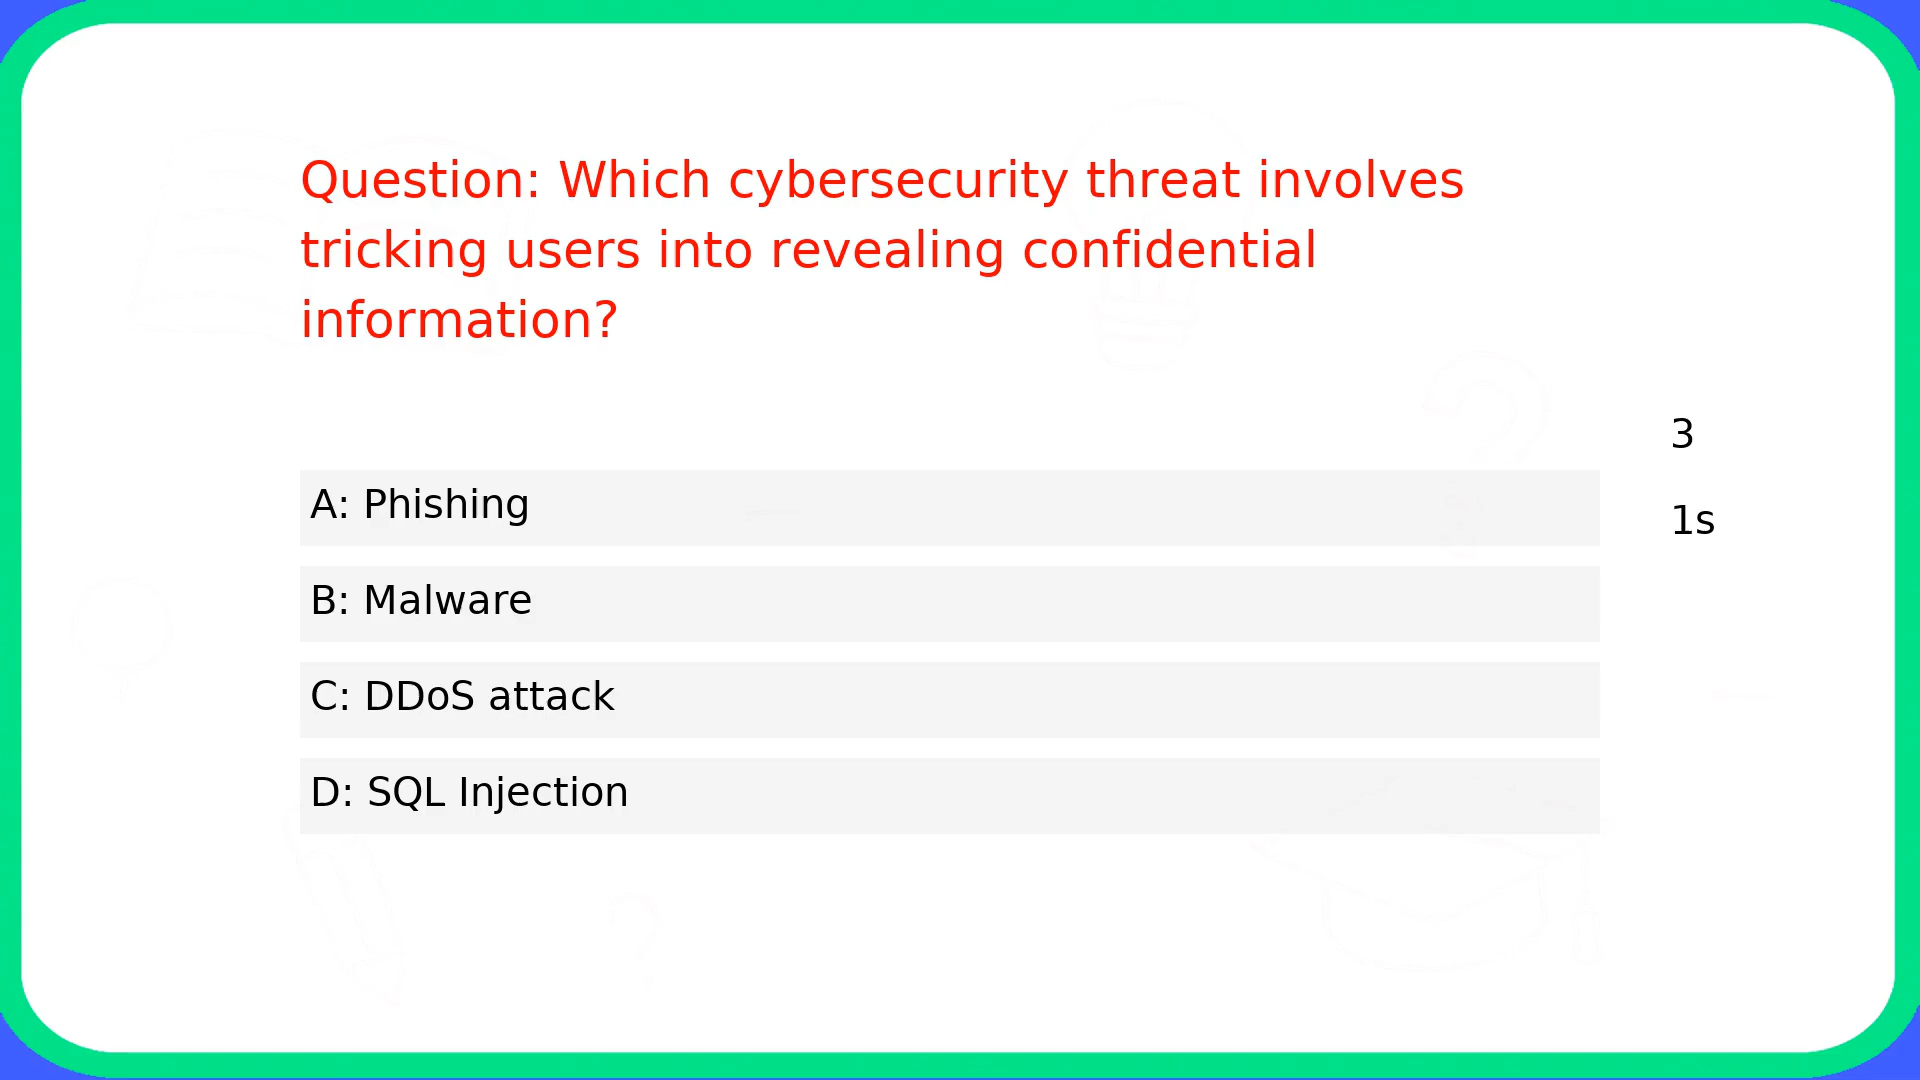 Question: Which cybersecurity threat involves
tricking users into revealing confidential
information?
3
A: Phishing
1s
B: Malware
C: DDoS attack
D: SQL Injection